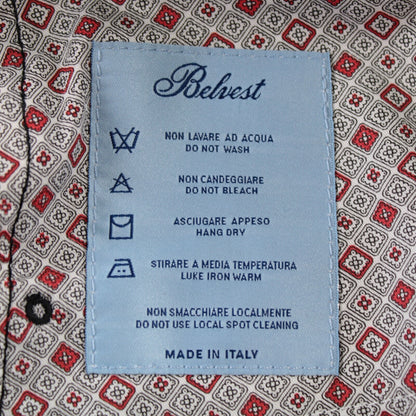 Belvest
NON LAVARE AD ACQUA
DO NOT WASH
NON CANDEGGIARE
DO NOT BLEACH
ASCIUGARE APPESO
HANG DRY
STIRARE A MEDIA TEMPERATURA
LUKE IRON WARM
NON SMACCHIARE LOCALMENTE
DO NOT USE LOCAL SPOT CLEANING
MADE IN ITALY